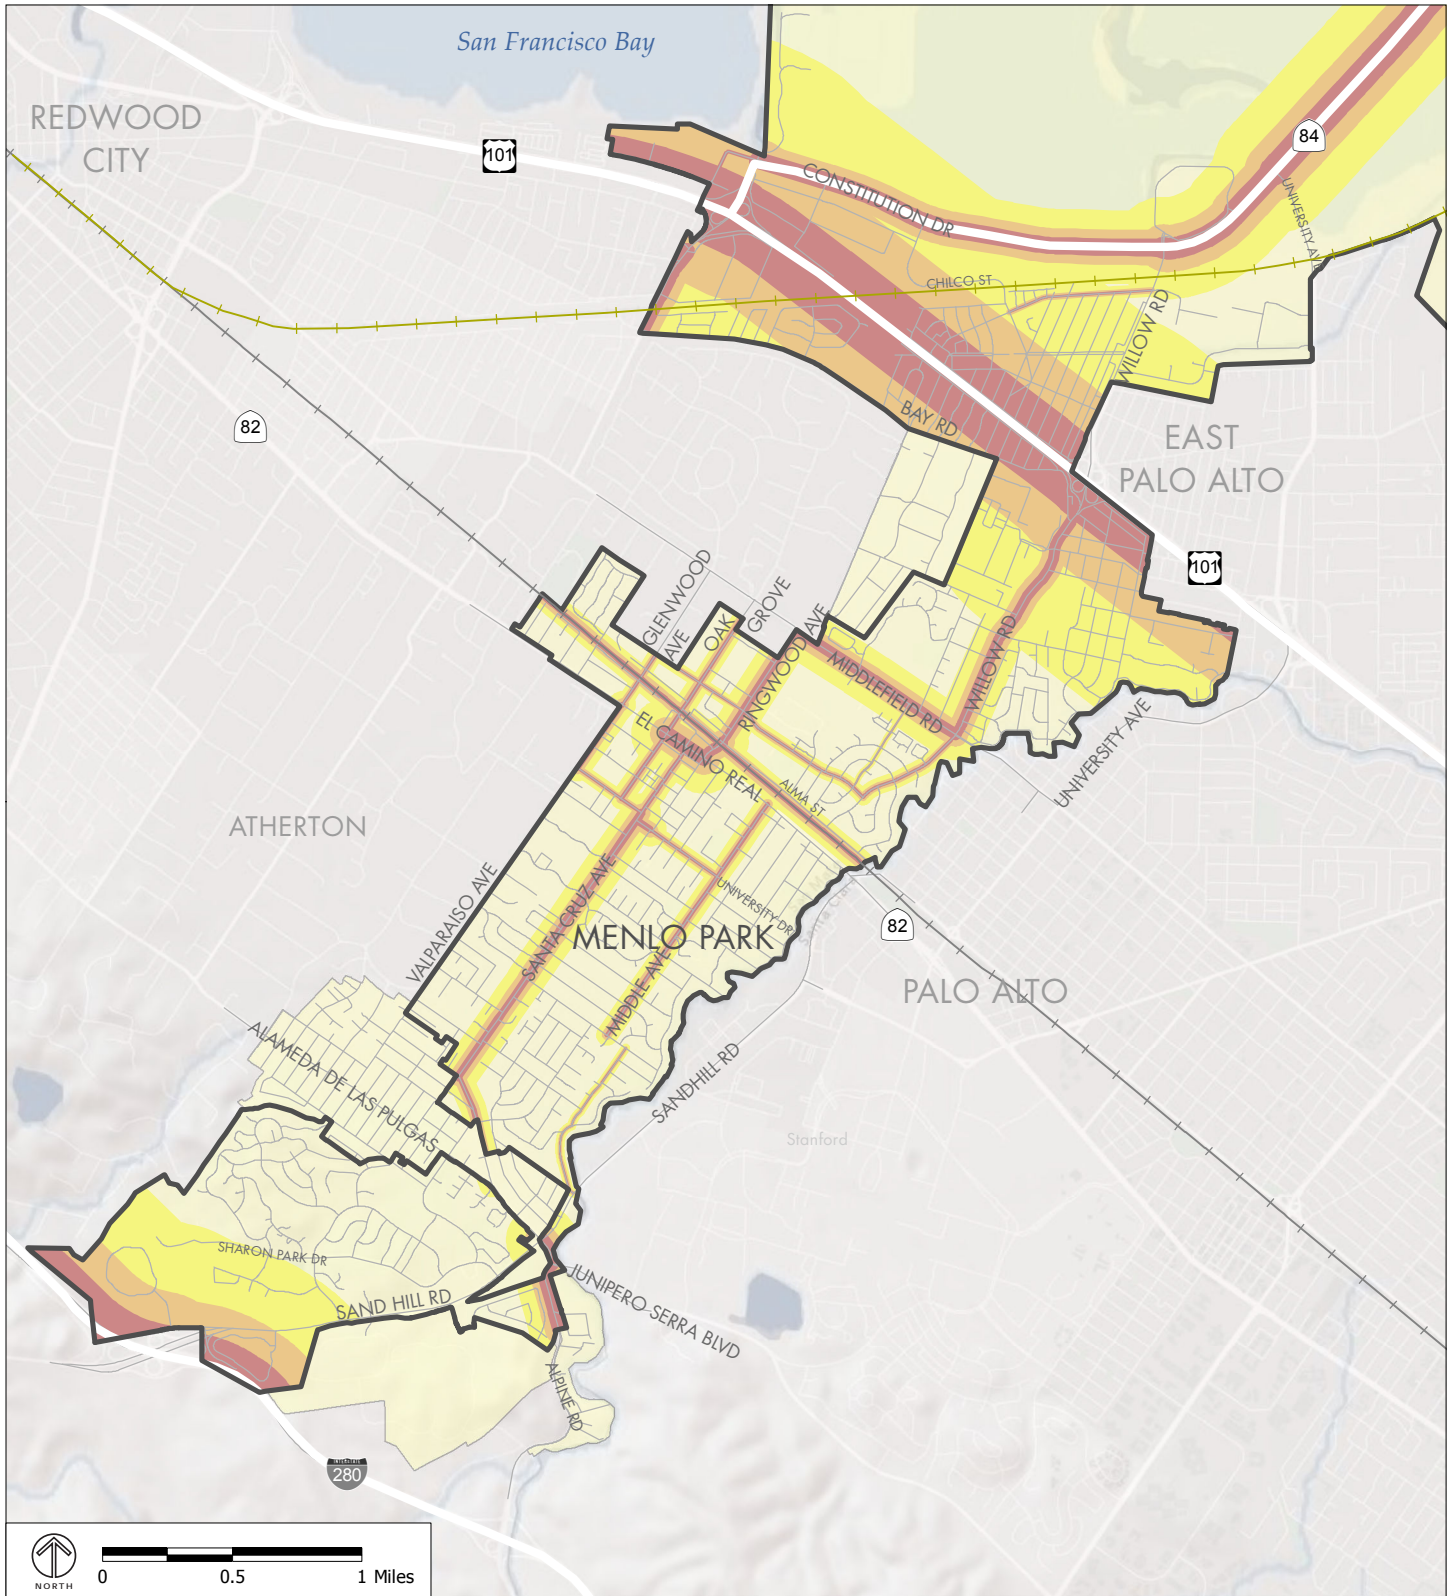 San Francisco Bay
REDWOOD
CITY
101
84
CONSTITUTION DR
UNIVERSITY AVE
CHILCO ST
WILLOW RD
82
BAY RD
EAST
PALO ALTO
101
GLENWOOD
AVE
OAK
GROVE
RINGWOOD AVE
MIDDLEFIELD RD
WILLOW RD
EL CAMINO REAL
ALMA ST
UNIVERSITY AVE
ATHERTON
VALPARAISO AVE
SANTA CRUZ AVE
UNIVERSITY DR
MENLO PARK
82
MIDDLE AVE
PALO ALTO
ALAMEDA DE LAS PULGAS
SANDHILL RD
Stanford
SHARON PARK DR
SAND HILL RD
JUNIPERO SERRA BLVD
ALPINE RD
INTERSTATE
280
NORTH
0 0.5 1 Miles